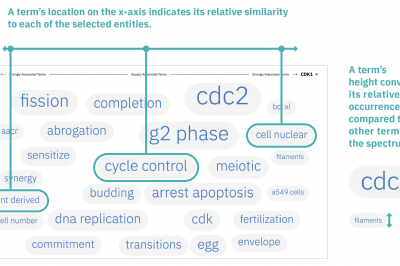 A term's location on the x-axis indicates its relative similarity
to each of the selected entities.
Strongly Associated Terms
Equally Associated Terms
Strongly Associated Terms
CDK1
fission
completion
cdc2
bcl xl
aacr
abrogation
g2 phase
cell nuclear
sensitize
cycle control
meiotic
filaments
synergy
nt derived
budding
arrest apoptosis
a549 cells
ell number
dna replication
cdk
fertilization
commitment
transitions
egg
envelope
A term's
height conv
its relative
occurrence
compared t
other term
the spectru
cdc
filaments